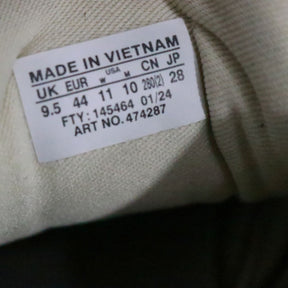 MADE IN VIETNAM
UK EUR USA W M CN JP
9.5 44 11 10 280(2) 28
FTY: 145464 01/24
ART NO. 474287